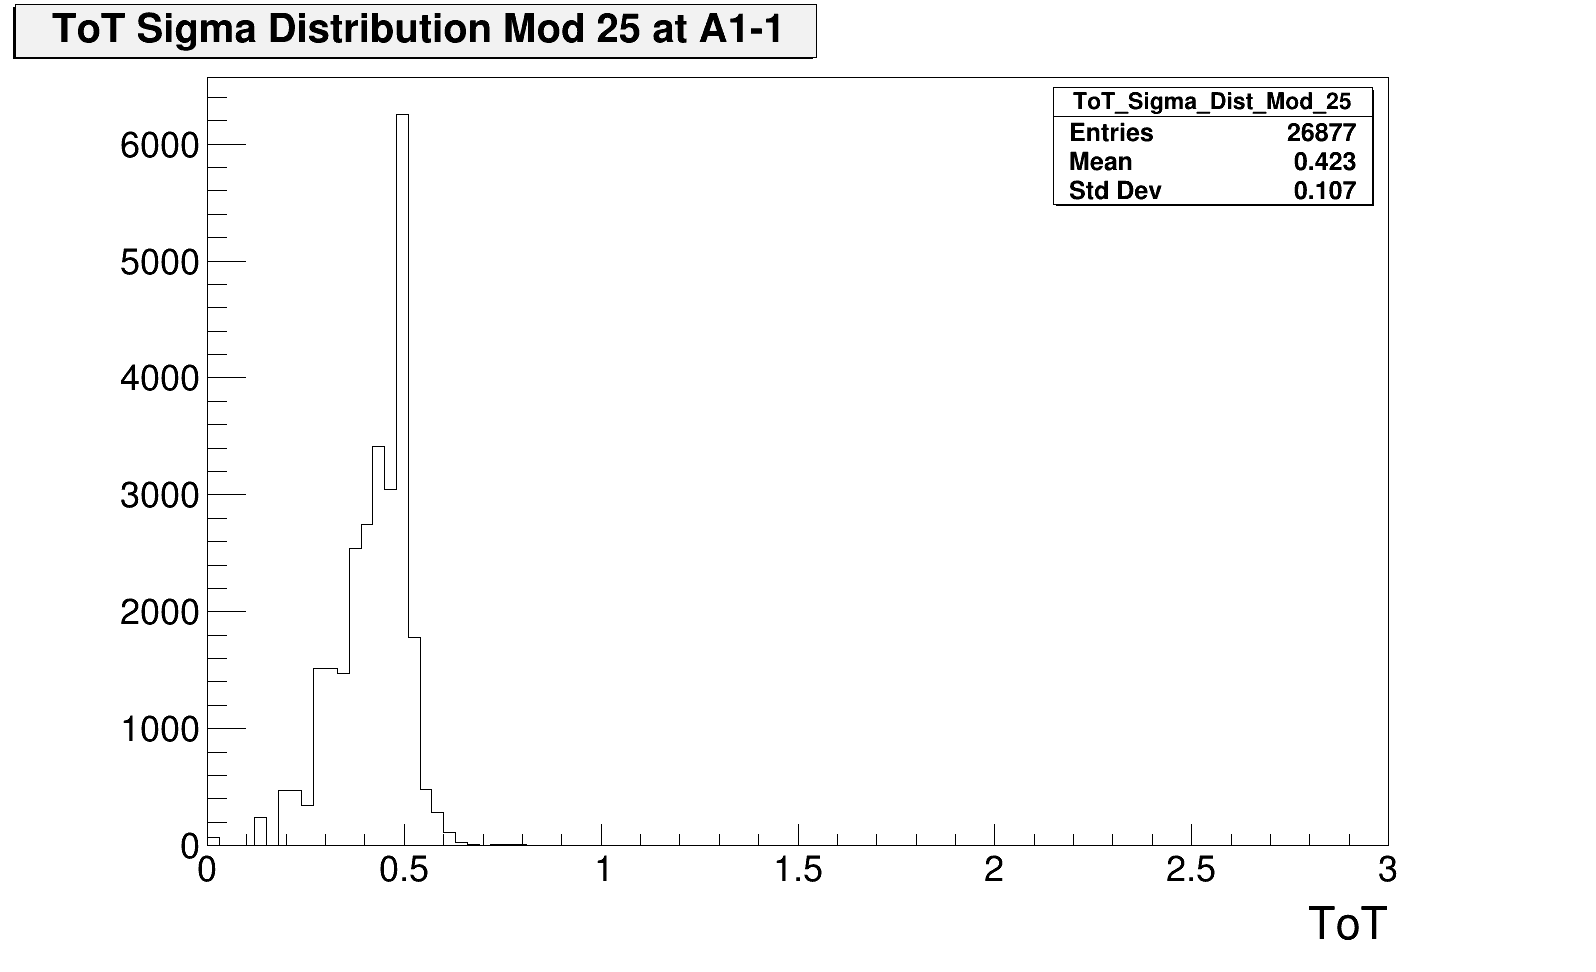 ToT Sigma Distribution Mod 25 at A1-1
ToT_Sigma_Dist_Mod_25
Entries 26877
Mean 0.423
Std Dev 0.107
6000
5000
4000
3000
2000
1000
0
0 0.5 1 1.5 2 2.5 3
ToT